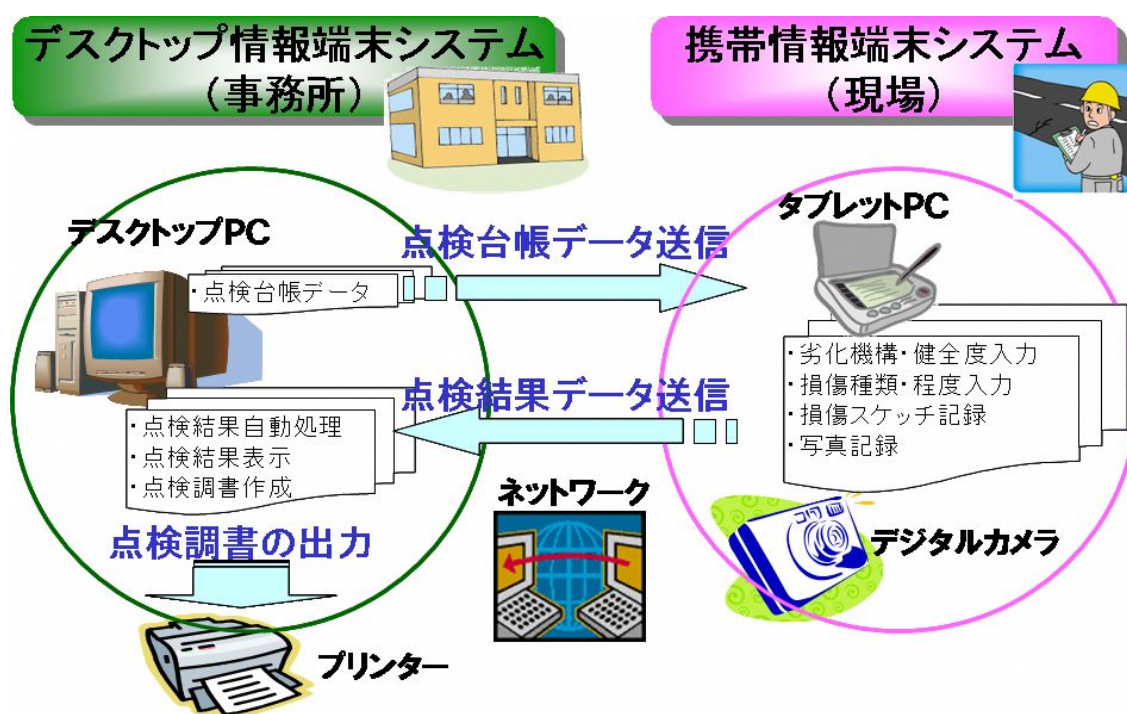 デスクトップ情報端末システム
（事務所）
携帯情報端末システム
（現場）
デスクトップPC
・点検台帳データ
点検台帳データ送信
タブレットPC
・劣化機構・健全度入力
・損傷種類・程度入力
・損傷スケッチ記録
・写真記録
点検結果データ送信
・点検結果自動処理
・点検結果表示
・点検調書作成
点検調書の出力
ネットワーク
デジタルカメラ
プリンター